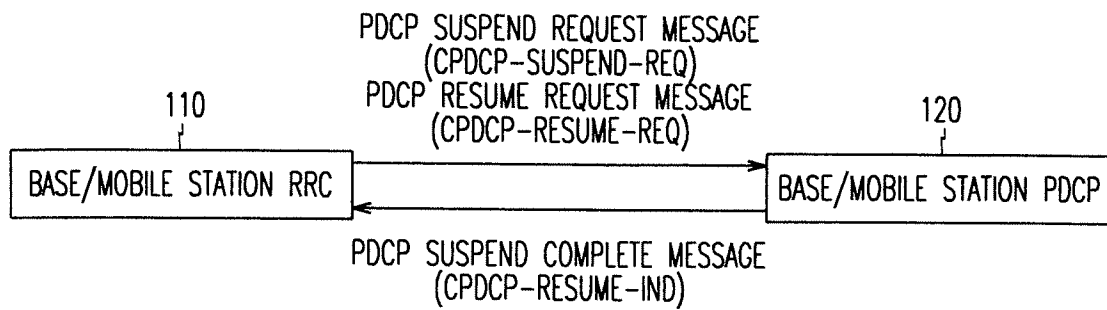 PDCP SUSPEND REQUEST MESSAGE
(CPDCP-SUSPEND-REQ)
PDCP RESUME REQUEST MESSAGE
(CPDCP-RESUME-REQ)
110
120
BASE/MOBILE STATION RRC
BASE/MOBILE STATION PDCP
PDCP SUSPEND COMPLETE MESSAGE
(CPDCP-RESUME-IND)